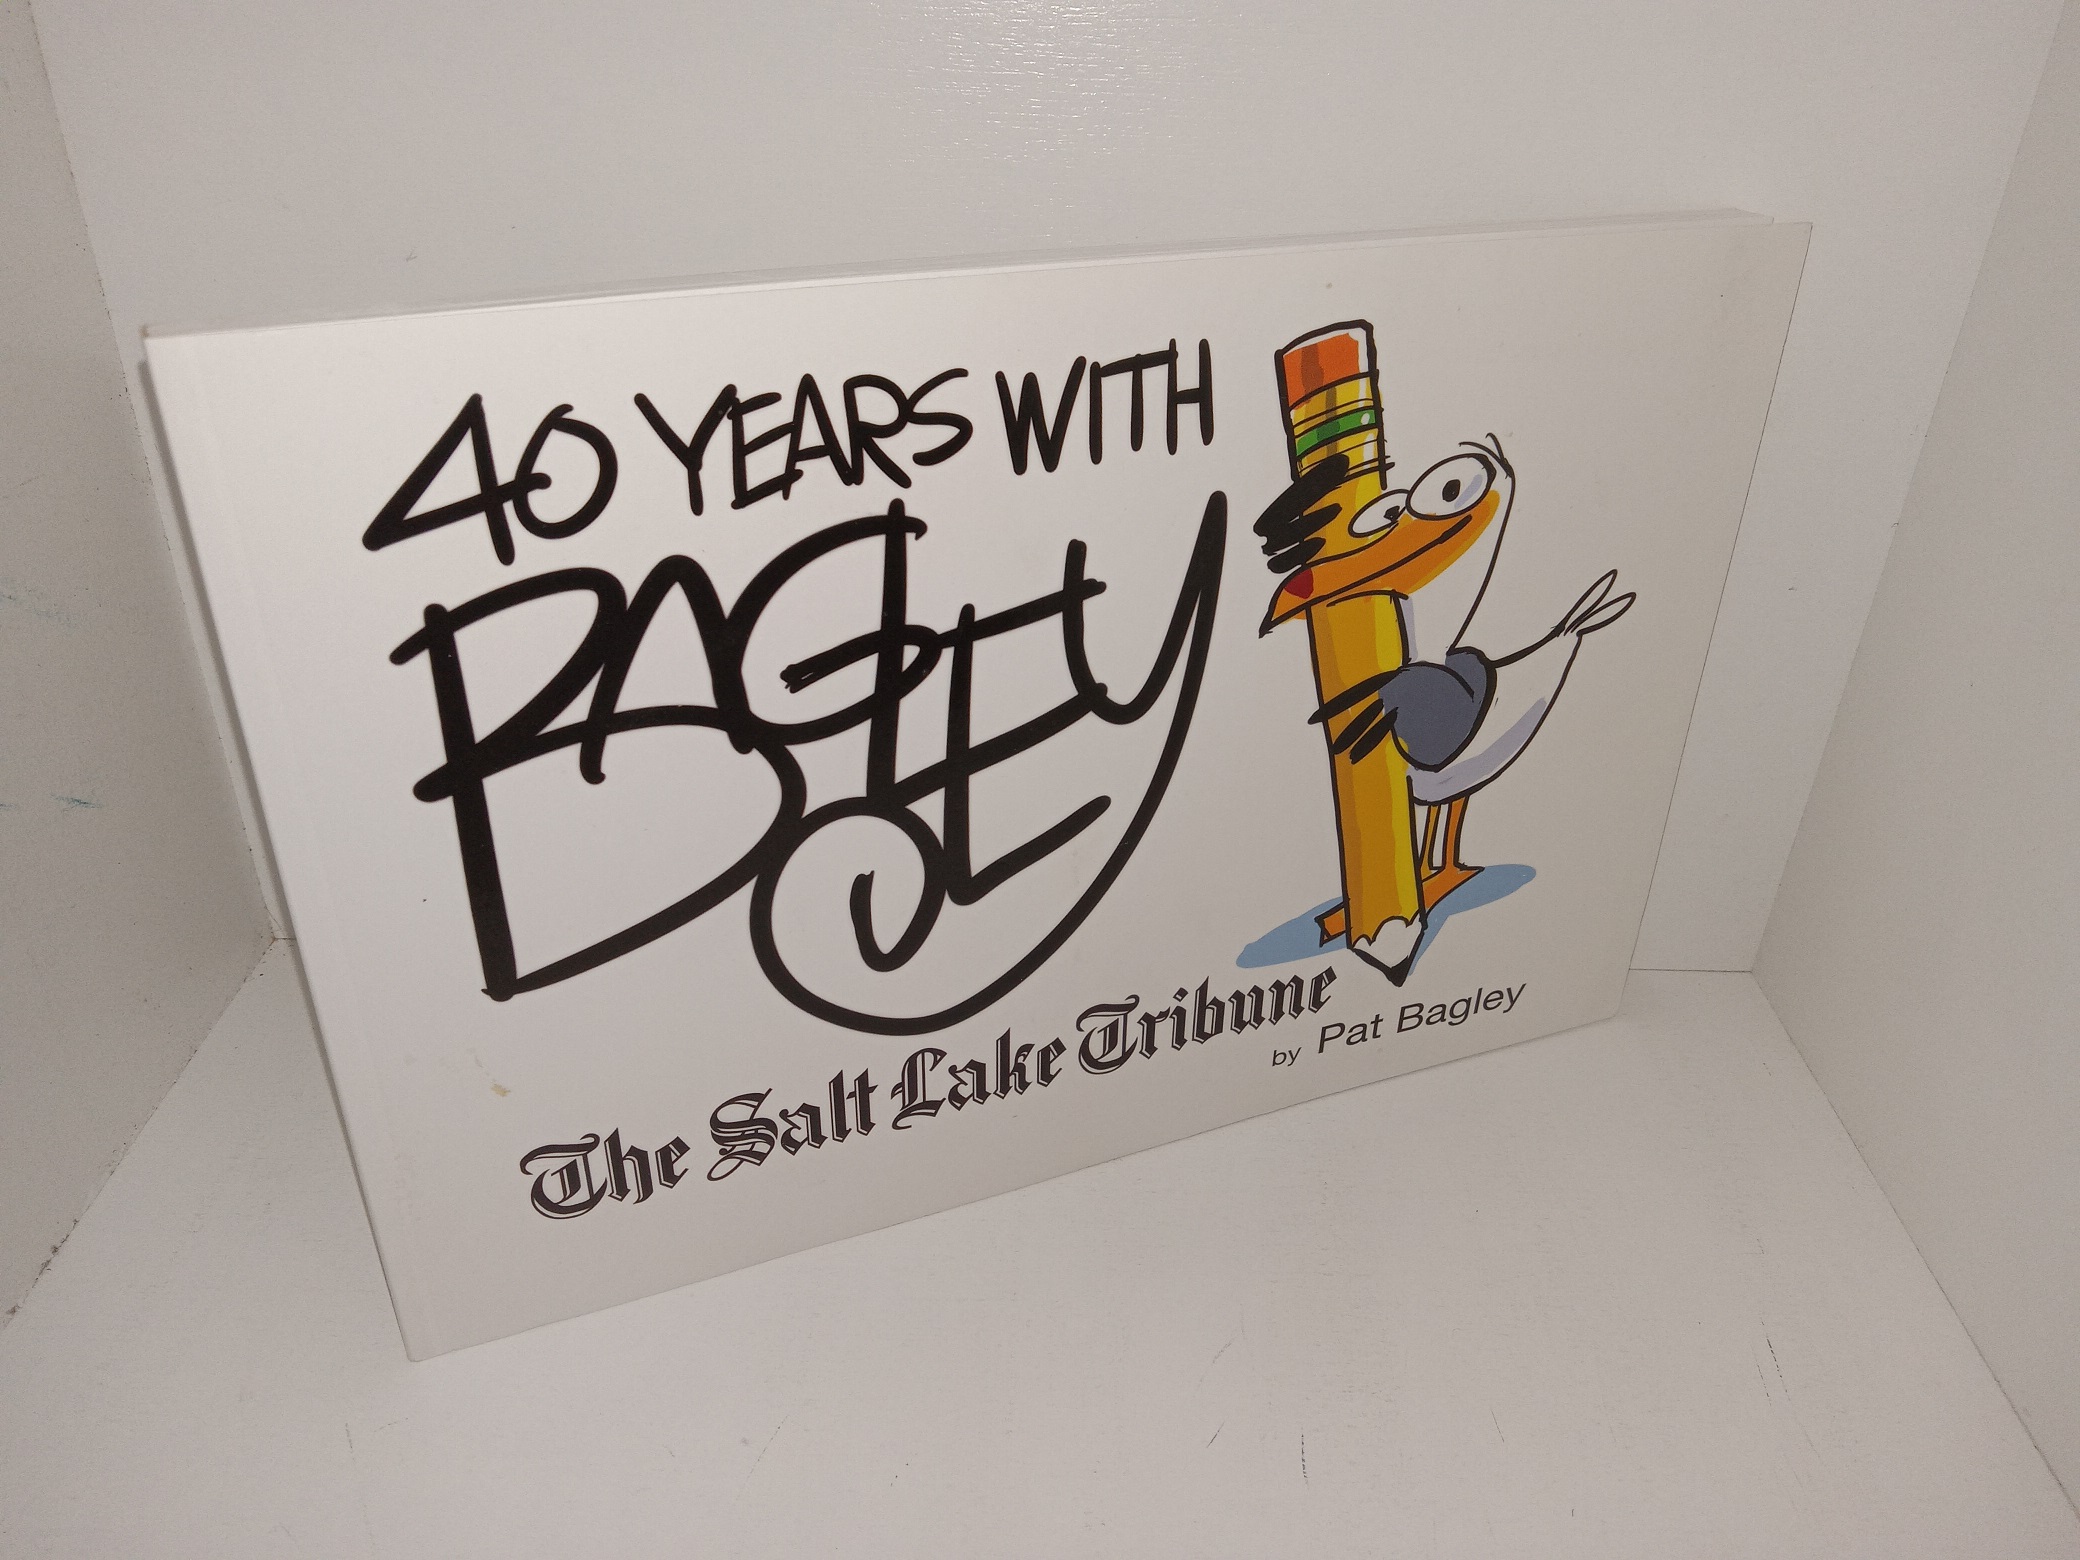 40 YEARS WITH
BAGLEY
The Salt Lake Tribune
by Pat Bagley